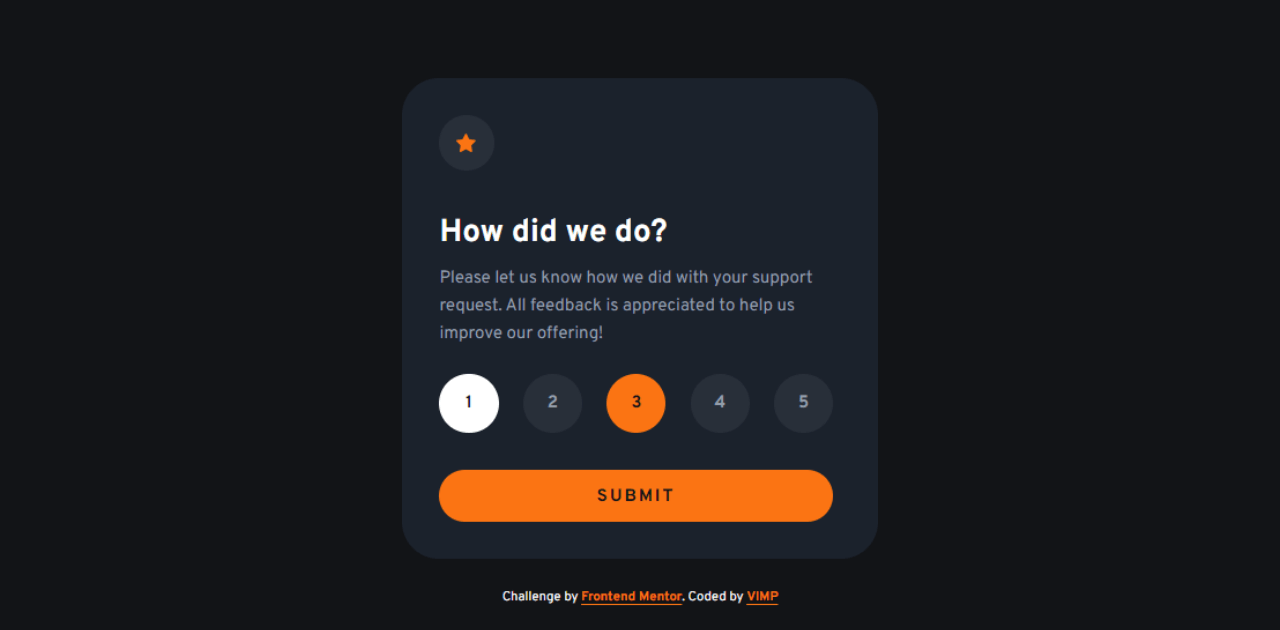 How did we do?
Please let us know how we did with your support
request. All feedback is appreciated to help us
improve our offering!
1 2 3 4 5
SUBMIT
Challenge by Frontend Mentor. Coded by VIMP